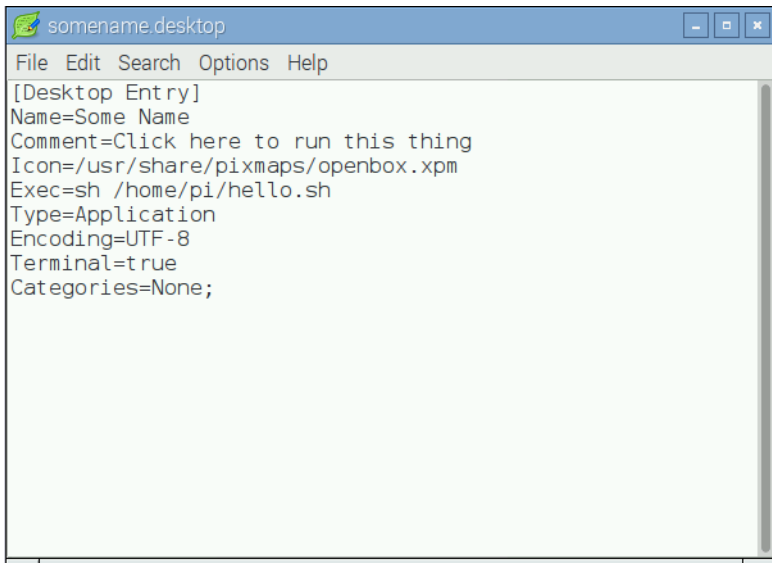 somename.desktop
File Edit Search Options Help
[Desktop Entry]
Name=Some Name
Comment=Click here to run this thing
Icon=/usr/share/pixmaps/openbox.xpm
Exec=sh /home/pi/hello.sh
Type=Application
Encoding=UTF-8
Terminal=true
Categories=None;